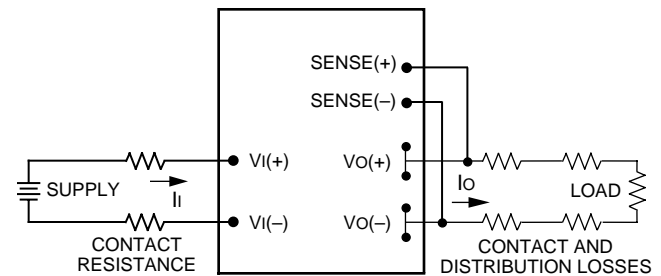 SENSE(+)
SENSE(–)
VI(+)
VO(+)
IO
SUPPLY
II
LOAD
VI(–)
VO(–)
CONTACT
RESISTANCE
CONTACT AND
DISTRIBUTION LOSSES